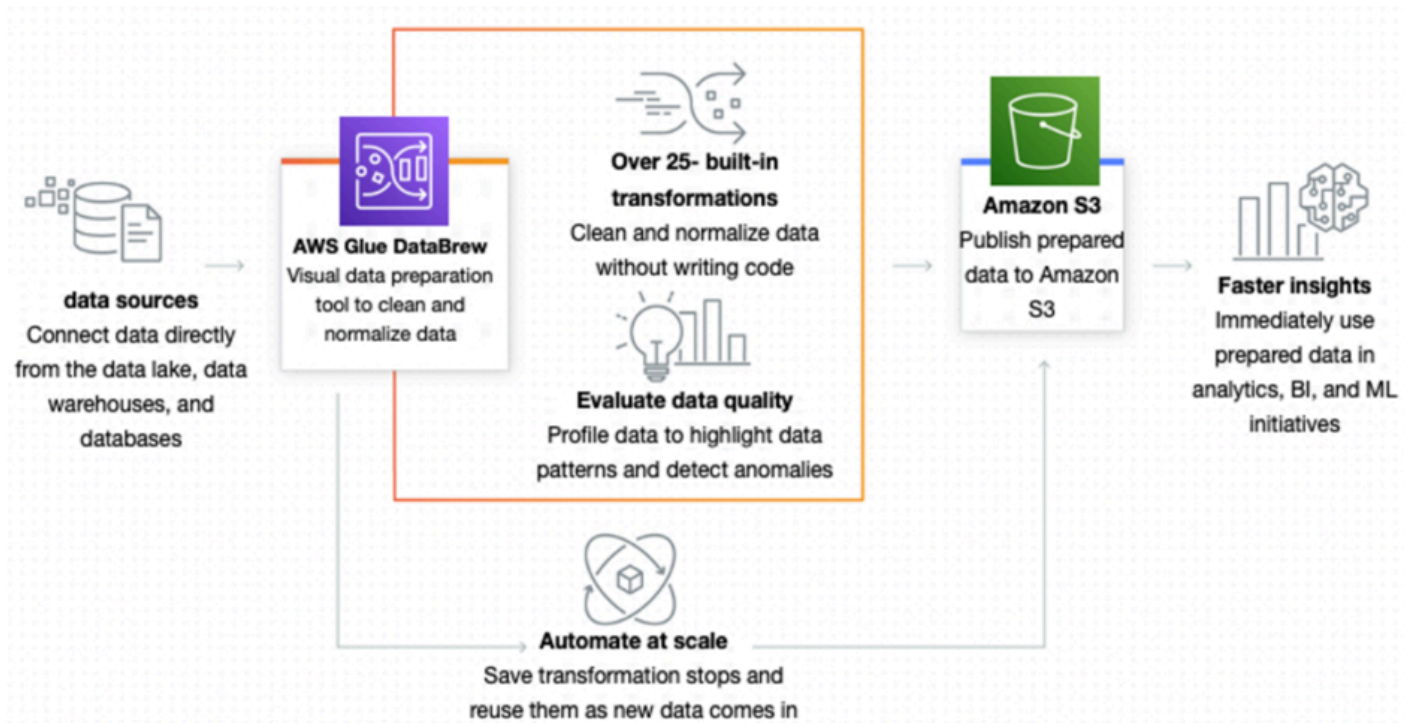 data sources
Connect data directly
from the data lake, data
warehouses, and
databases
AWS Glue DataBrew
Visual data preparation
tool to clean and
normalize data
Over 25- built-in
transformations
Clean and normalize data
without writing code
Evaluate data quality
Profile data to highlight data
patterns and detect anomalies
Automate at scale
Save transformation stops and
reuse them as new data comes in
Amazon S3
Publish prepared
data to Amazon
S3
Faster insights
Immediately use
prepared data in
analytics, BI, and ML
initiatives